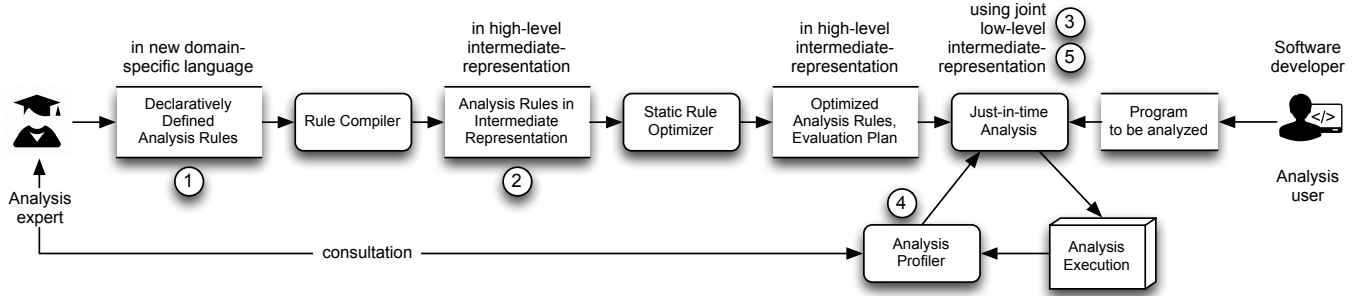 in new domain-
specific language
in high-level
intermediate-
representation
in high-level
intermediate-
representation
using joint
low-level
intermediate-
representation
3
5
Software
developer
Declaratively
Defined
Analysis Rules
Rule Compiler
Analysis Rules in
Intermediate
Representation
Static Rule
Optimizer
Optimized
Analysis Rules,
Evaluation Plan
Just-in-time
Analysis
Program
to be analyzed
</>
1
2
4
Analysis
expert
Analysis
user
consultation
Analysis
Profiler
Analysis
Execution